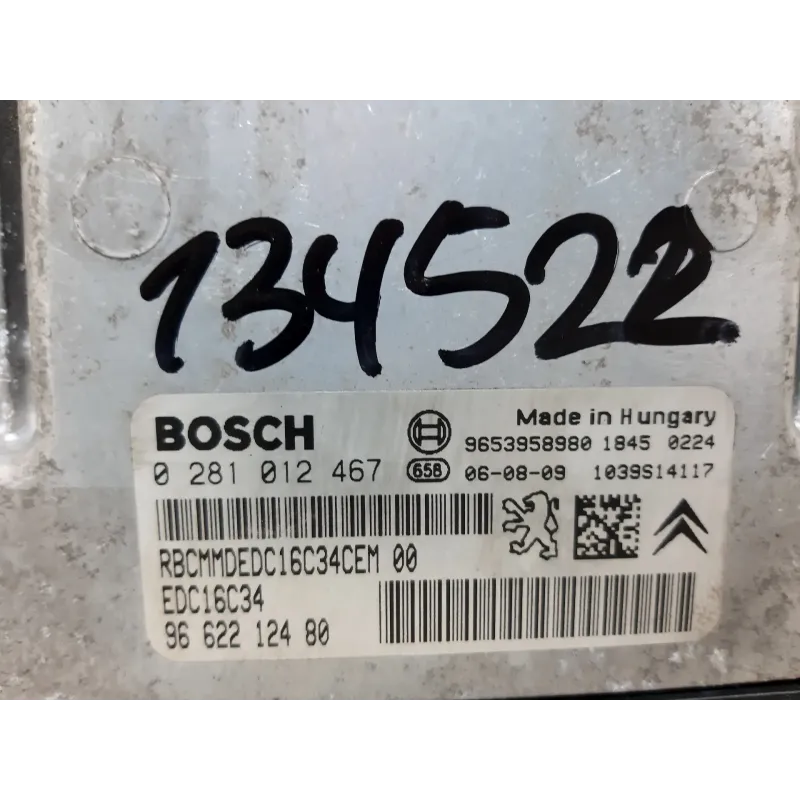 134522
BOSCH
Made in Hungary
9653958980 1845 0224
0 281 012 467
658 06-08-09 1039S14117
RBCMMDEDC16C34CEM 00
EDC16C34
96 622 124 80